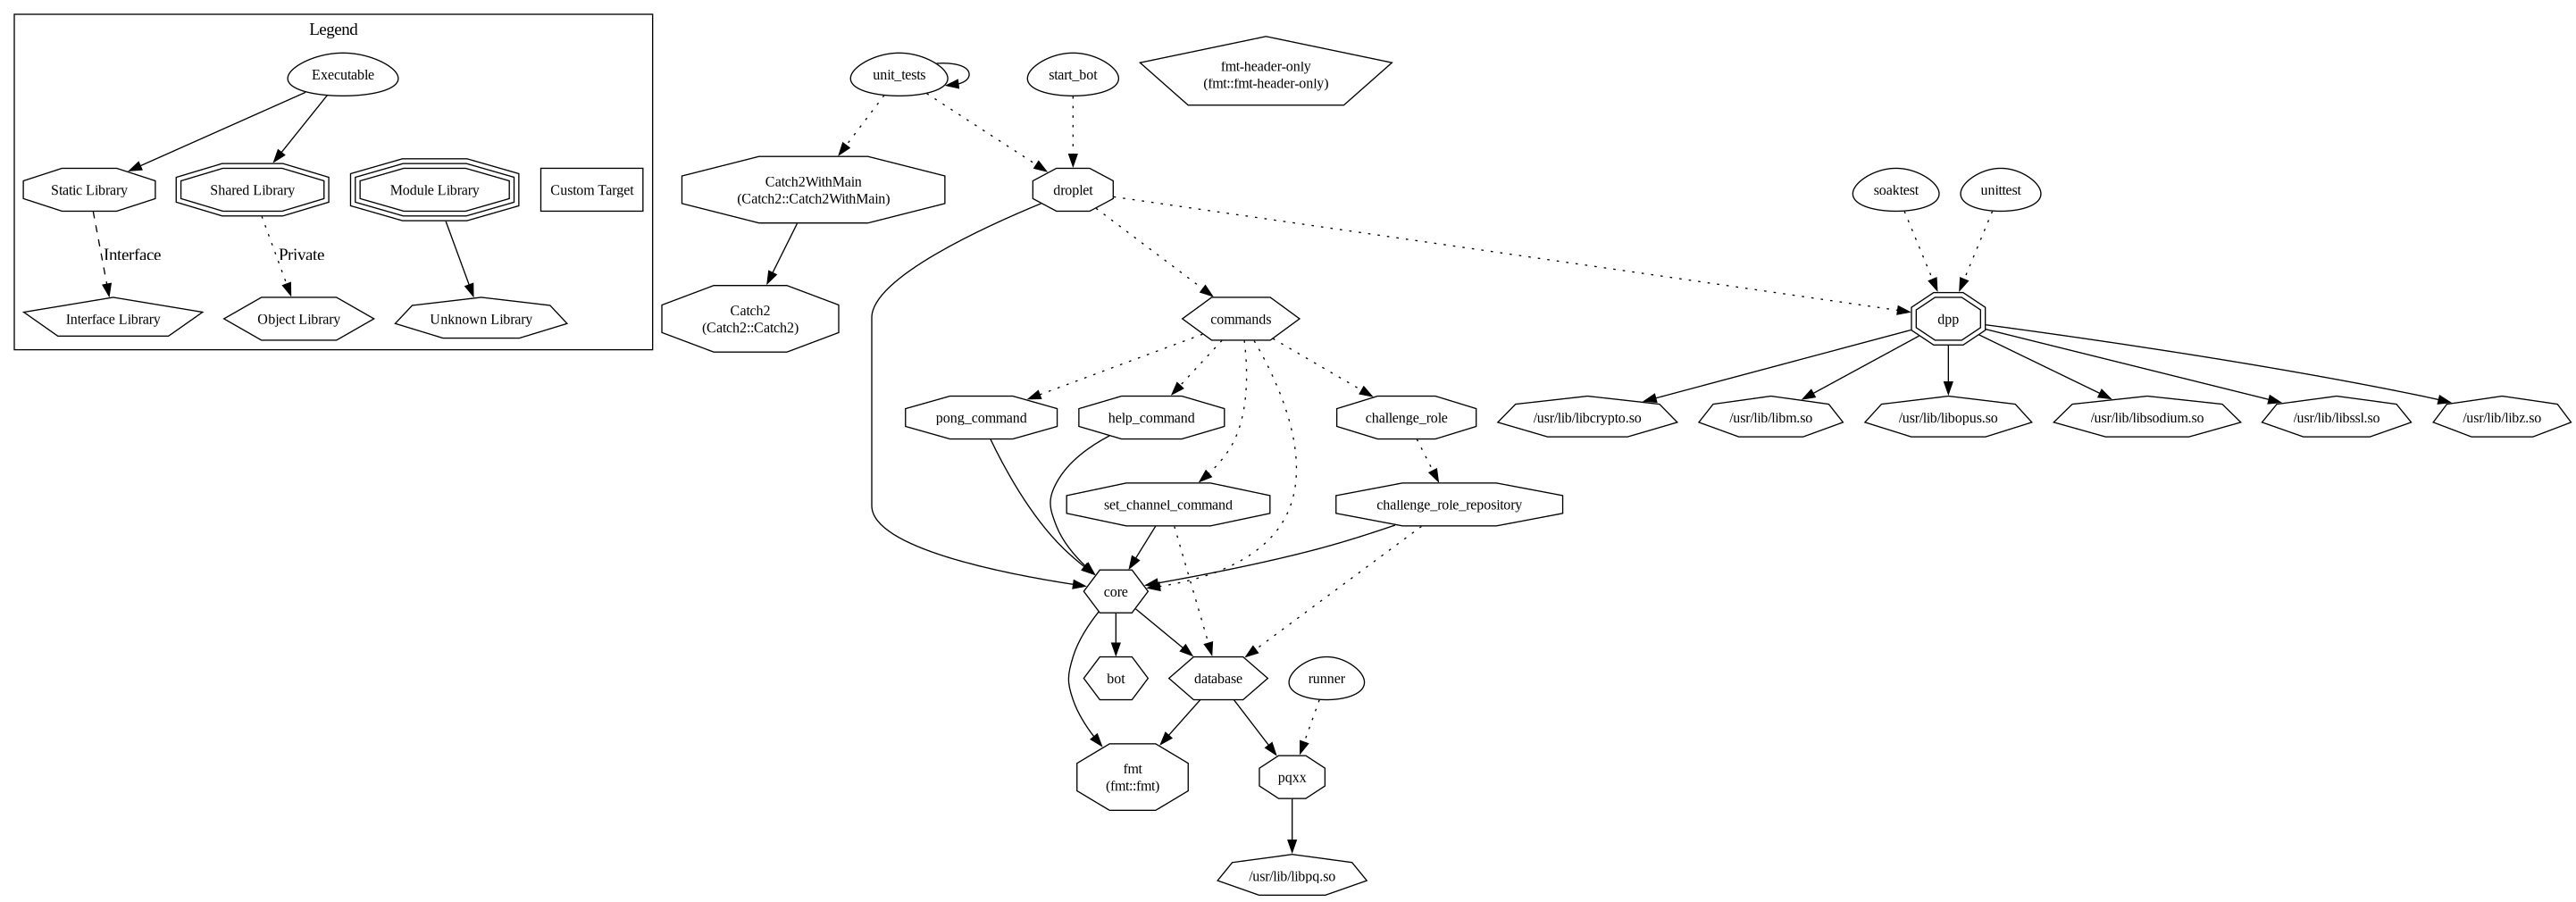 Legend
Executable
Static Library
Shared Library
Module Library
Custom Target
Interface
Private
Interface Library
Object Library
Unknown Library
unit_tests
start_bot
fmt-header-only
(fmt::fmt-header-only)
Catch2WithMain
(Catch2::Catch2WithMain)
droplet
soaktest
unittest
Catch2
(Catch2::Catch2)
commands
dpp
pong_command
help_command
challenge_role
/usr/lib/libcrypto.so
/usr/lib/libm.so
/usr/lib/libopus.so
/usr/lib/libsodium.so
/usr/lib/libssl.so
/usr/lib/libz.so
set_channel_command
challenge_role_repository
core
bot
database
runner
fmt
(fmt::fmt)
pqxx
/usr/lib/libpq.so